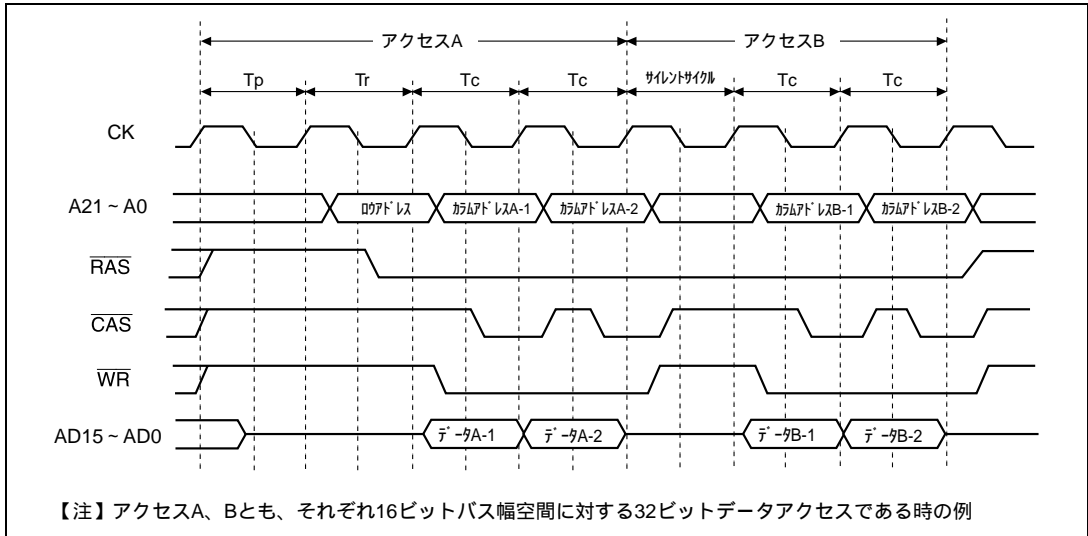 アクセスA アクセスB
Tp Tr Tc Tc ｻｲﾚﾝﾄｻｲｸﾙ Tc Tc
CK
A21 ~ A0 ﾛｳｱﾄﾞﾚｽ ｶﾗﾑｱﾄﾞﾚｽA-1 ｶﾗﾑｱﾄﾞﾚｽA-2 ｶﾗﾑｱﾄﾞﾚｽB-1 ｶﾗﾑｱﾄﾞﾚｽB-2
RAS
CAS
WR
AD15 ~ AD0 ﾃﾞｰﾀA-1 ﾃﾞｰﾀA-2 ﾃﾞｰﾀB-1 ﾃﾞｰﾀB-2
【注】アクセスA、Bとも、それぞれ16ビットバス幅空間に対する32ビットデータアクセスである時の例